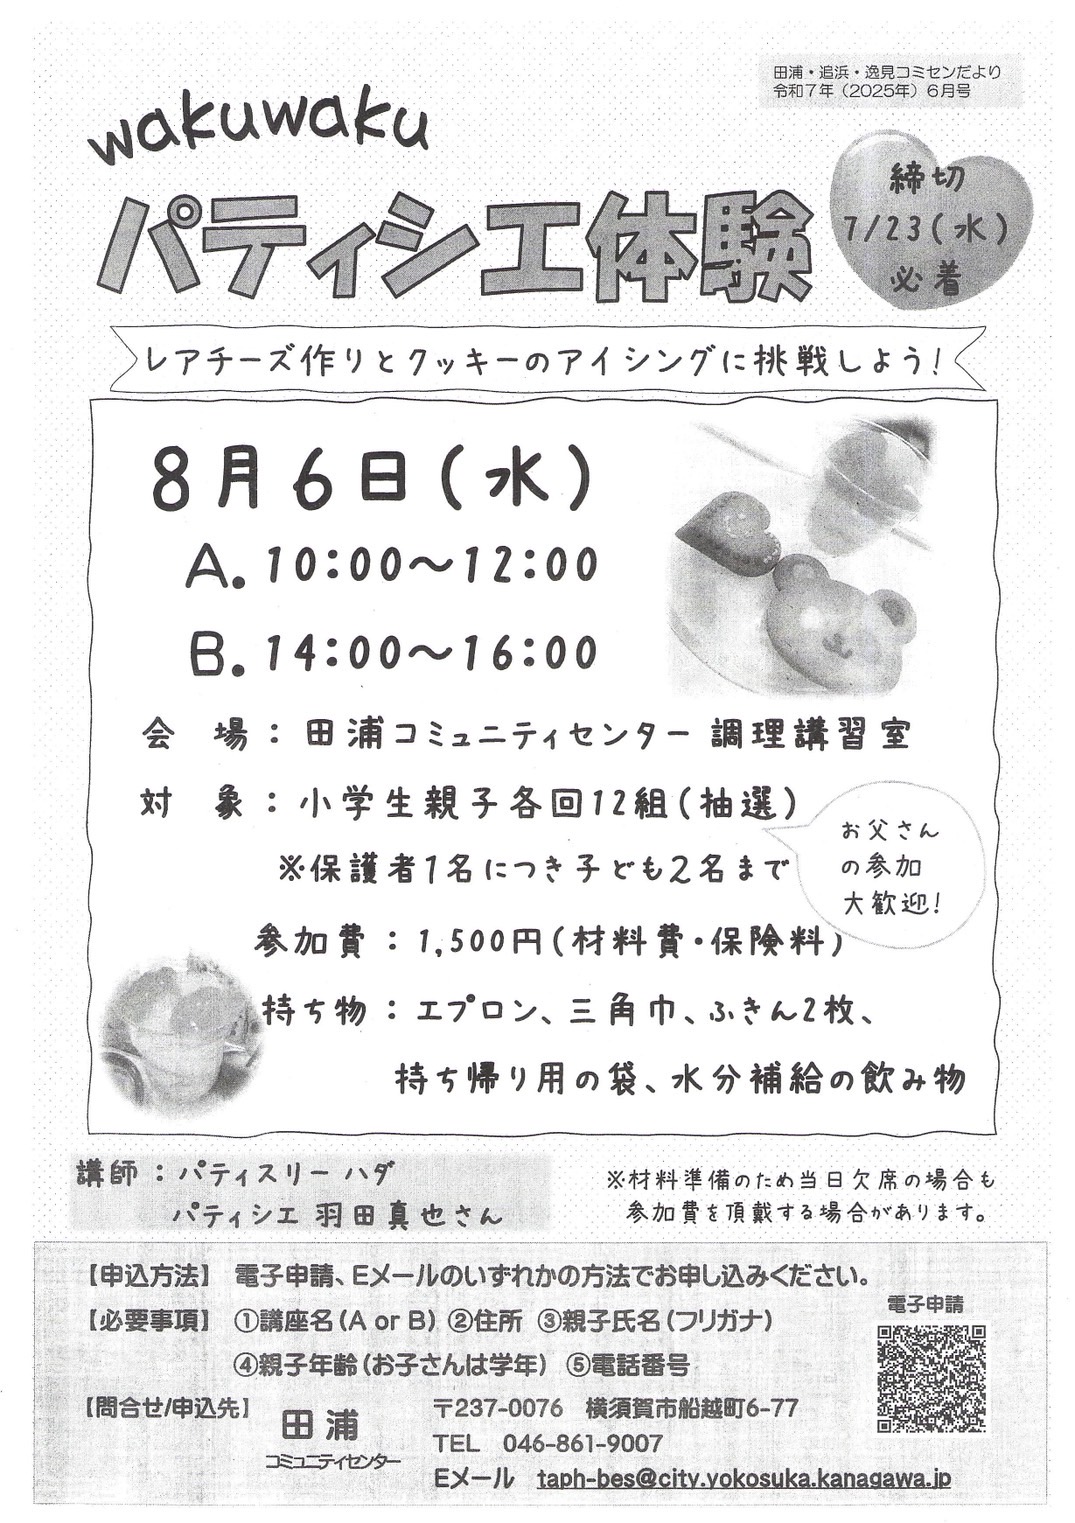 田浦・追浜・逸見コミセンだより
令和7年（2025年）6月号
wakuwaku
パティシエ体験
締切
7/23(水)
必着
レアチーズ作りとクッキーのアイシングに挑戦しよう!
8月6日(水)
A. 10:00～12:00
B. 14:00～16:00
会　場：田浦コミュニティセンター 調理講習室
対　象：小学生親子各回12組(抽選)
※保護者1名につき子ども2名まで
お父さん
の参加
大歓迎!
参加費：1,500円(材料費・保険料)
持ち物：エプロン、三角巾、ふきん2枚、
持ち帰り用の袋、水分補給の飲み物
講師：パティスリー ハダ
パティシエ 羽田真也さん
※材料準備のため当日欠席の場合も
参加費を頂戴する場合があります。
【申込方法】 電子申請、Eメールのいずれかの方法でお申し込みください。
【必要事項】 ①講座名(A or B) ②住所 ③親子氏名(フリガナ)
④親子年齢(お子さんは学年) ⑤電話番号
電子申請
【問合せ/申込先】
田浦
コミュニティセンター
〒237-0076 横須賀市船越町6-77
TEL 046-861-9007
Eメール taph-bes@city.yokosuka.kanagawa.jp